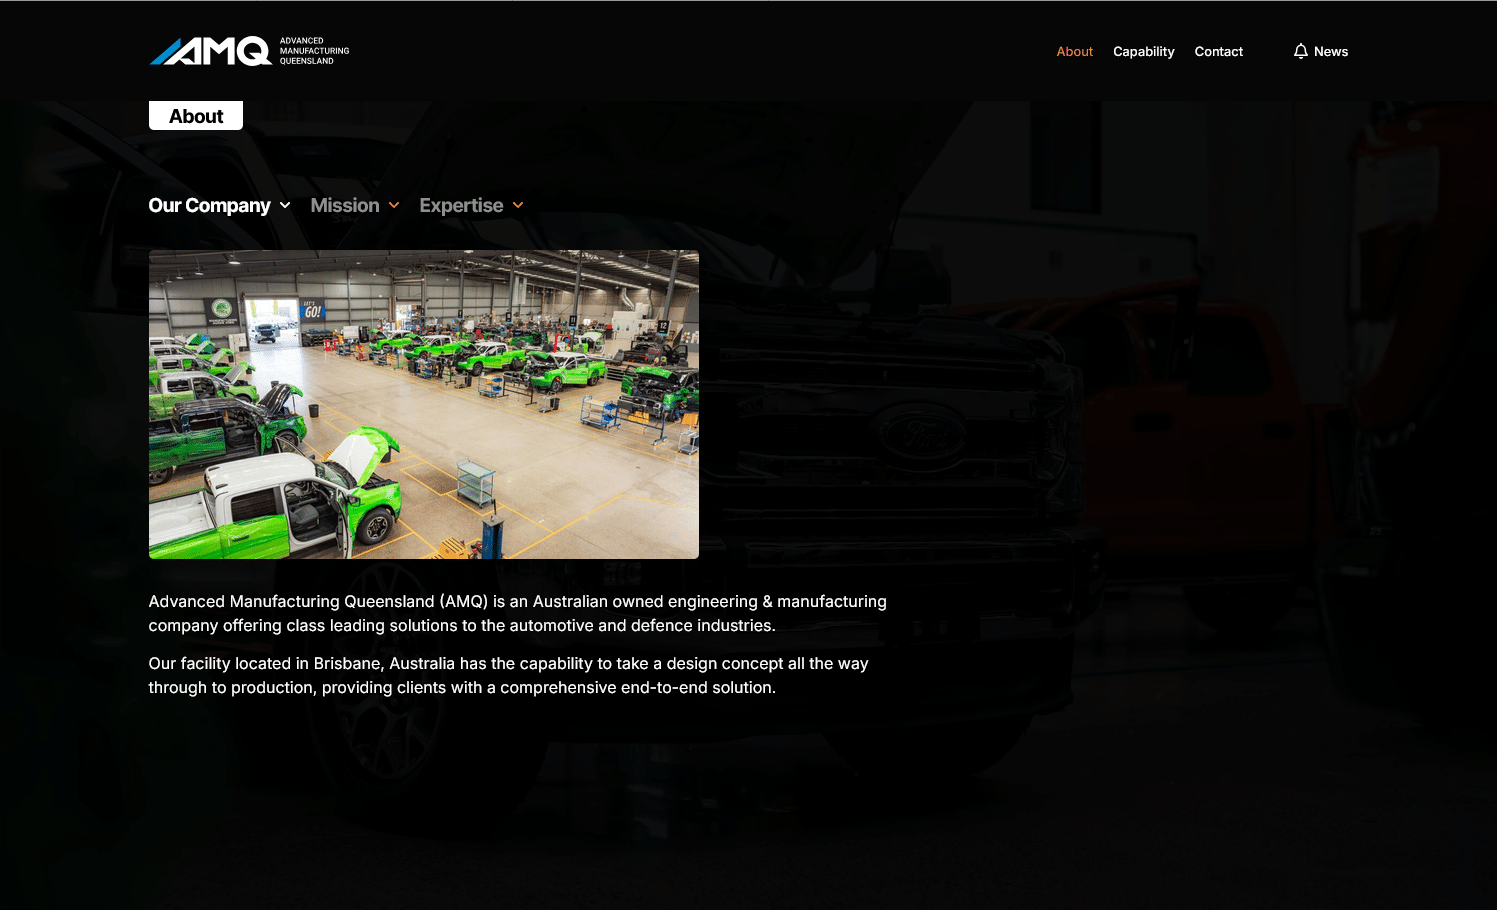 AMQ ADVANCED
MANUFACTURING
QUEENSLAND
About
Capability
Contact
News
About
Our Company
Mission
Expertise
LET'S
GO!
12
Advanced Manufacturing Queensland (AMQ) is an Australian owned engineering & manufacturing
company offering class leading solutions to the automotive and defence industries.
Our facility located in Brisbane, Australia has the capability to take a design concept all the way
through to production, providing clients with a comprehensive end-to-end solution.